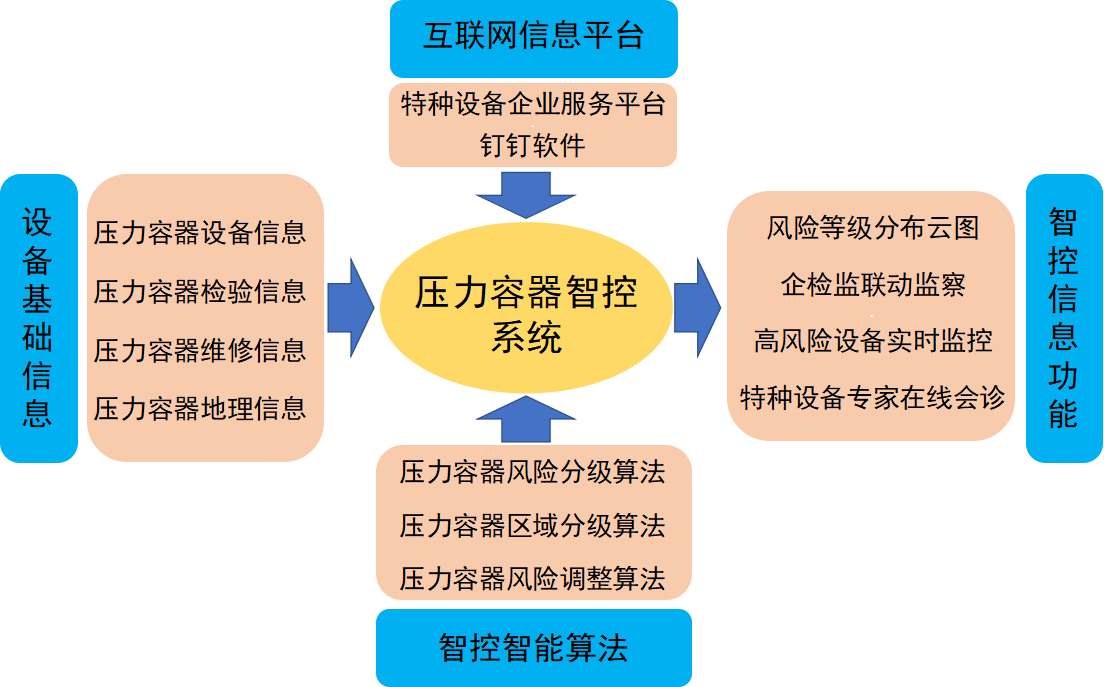 互联网信息平台
特种设备企业服务平台
钉钉软件
设备基础信息
压力容器设备信息
压力容器检验信息
压力容器维修信息
压力容器地理信息
压力容器智控
系统
风险等级分布云图
企检监联动监察
高风险设备实时监控
特种设备专家在线会诊
智控信息功能
压力容器风险分级算法
压力容器区域分级算法
压力容器风险调整算法
智控智能算法